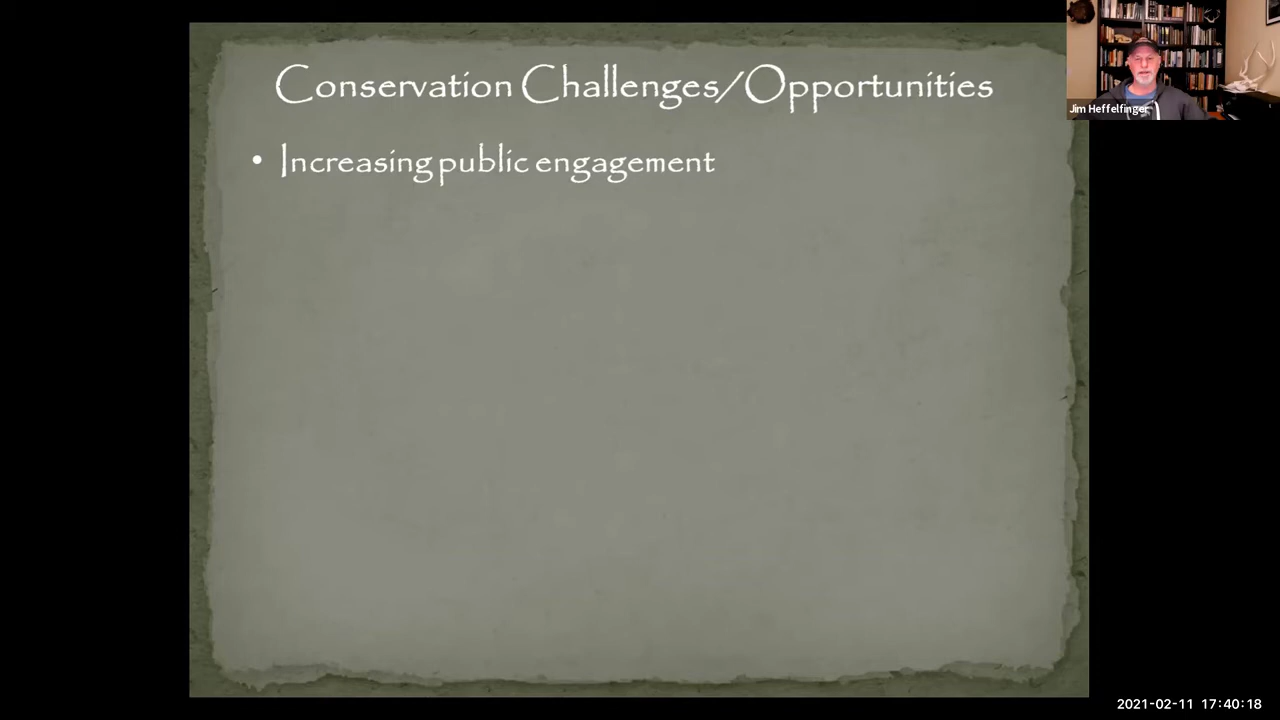 Conservation Challenges/Opportunities
• Increasing public engagement
Jim Heffelfinger
2021-02-11 17:40:18